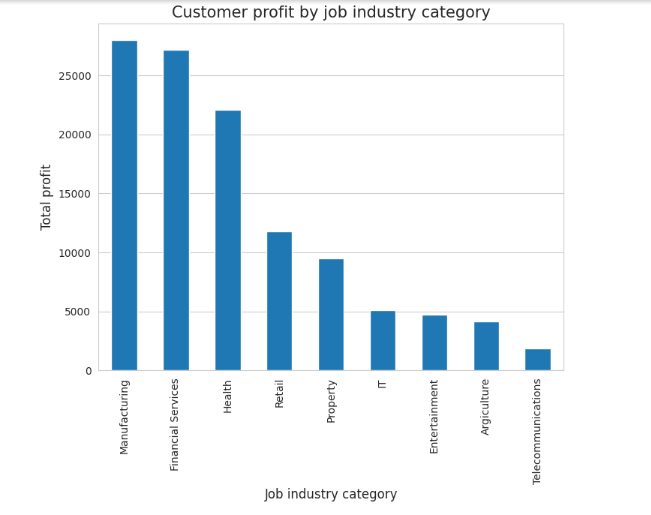 Customer profit by job industry category
Total profit
25000
20000
15000
10000
5000
0
Manufacturing
Financial Services
Health
Retail
Property
IT
Entertainment
Argiculture
Telecommunications
Job industry category